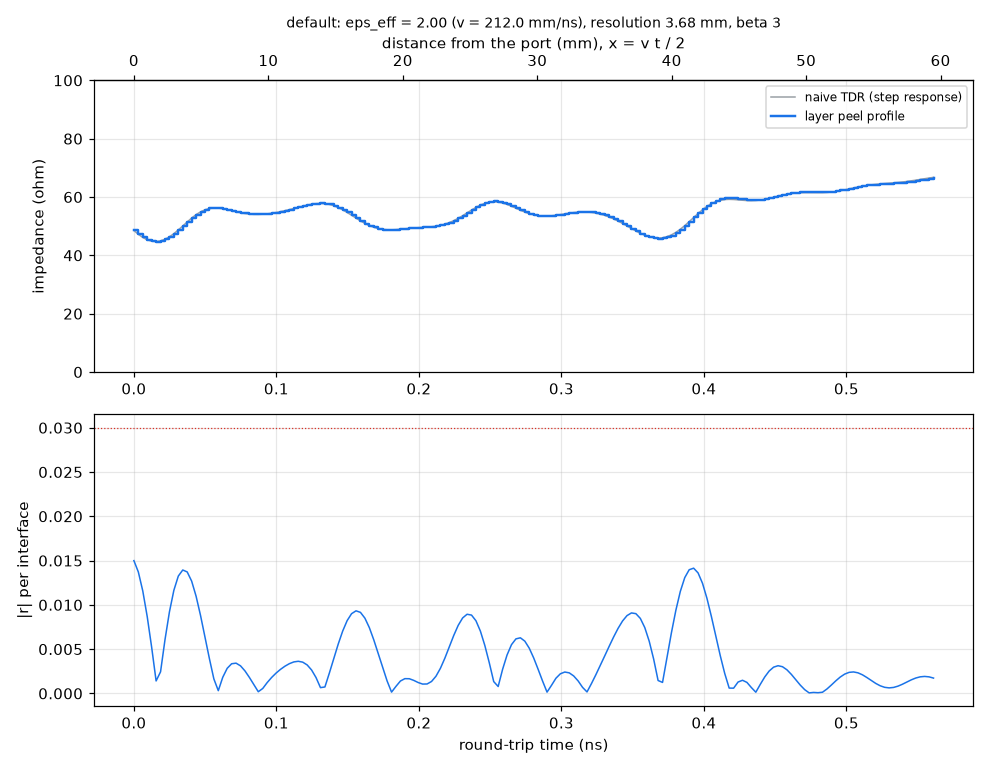 default: eps_eff = 2.00 (v = 212.0 mm/ns), resolution 3.68 mm, beta 3
distance from the port (mm), x = v t / 2
0 10 20 30 40 50 60
100
80
60
40
20
0
impedance (ohm)
naive TDR (step response)
layer peel profile
0.0 0.1 0.2 0.3 0.4 0.5
0.030
0.025
0.020
0.015
0.010
0.005
0.000
|r| per interface
0.0 0.1 0.2 0.3 0.4 0.5
round-trip time (ns)